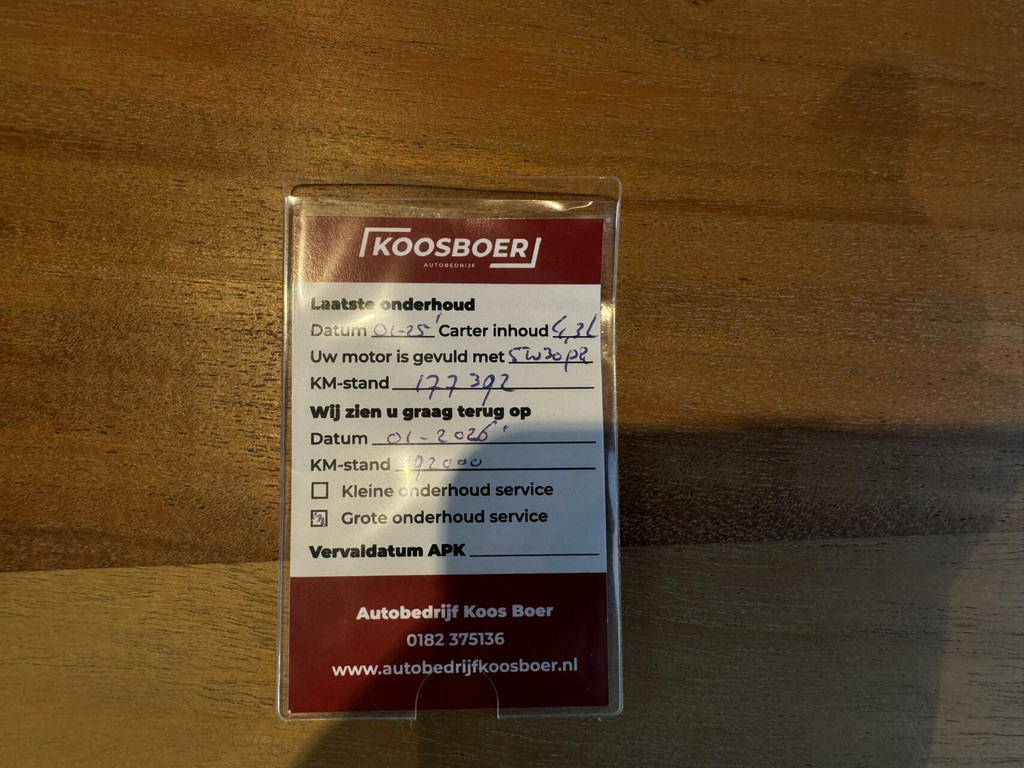 KOOSBOER
AUTOBEDRIJF
Laatste onderhoud
Datum 01-25' Carter inhoud 4,3L
Uw motor is gevuld met 5W30
KM-stand 177392
Wij zien u graag terug op
Datum 01-2026
KM-stand 192000
Kleine onderhoud service
Grote onderhoud service
Vervaldatum APK
Autobedrijf Koos Boer
0182 375136
www.autobedrijfkoosboer.nl